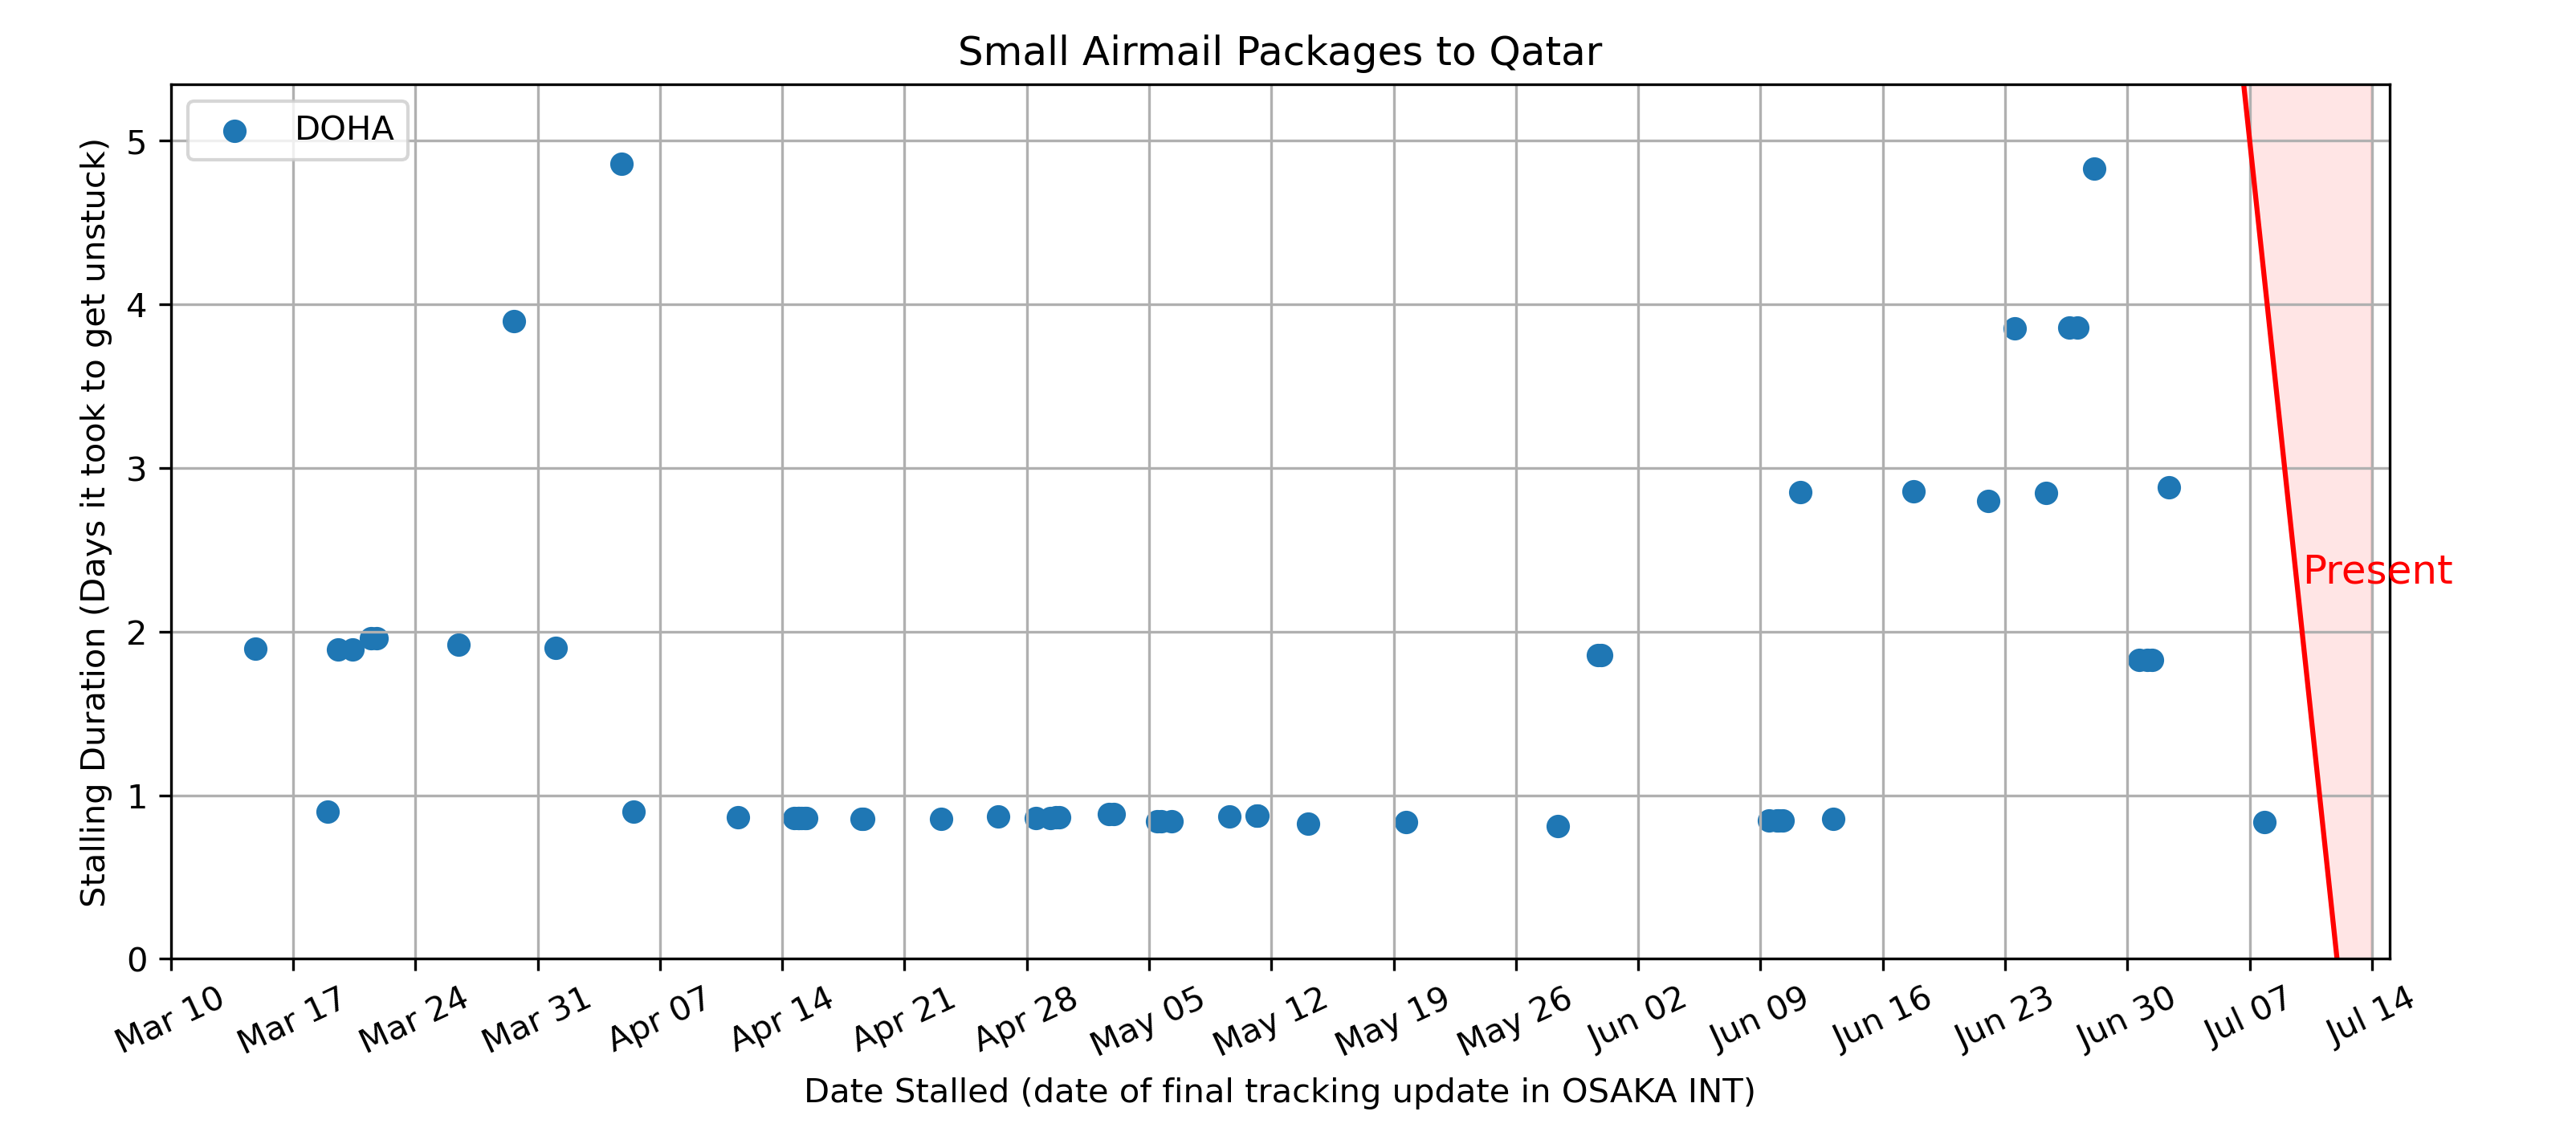 Small Airmail Packages to Qatar
DOHA
Stalling Duration (Days it took to get unstuck)
5
4
3
2
1
0
Present
Mar 10 Mar 17 Mar 24 Mar 31 Apr 07 Apr 14 Apr 21 Apr 28 May 05 May 12 May 19 May 26 Jun 02 Jun 09 Jun 16 Jun 23 Jun 30 Jul 07 Jul 14
Date Stalled (date of final tracking update in OSAKA INT)